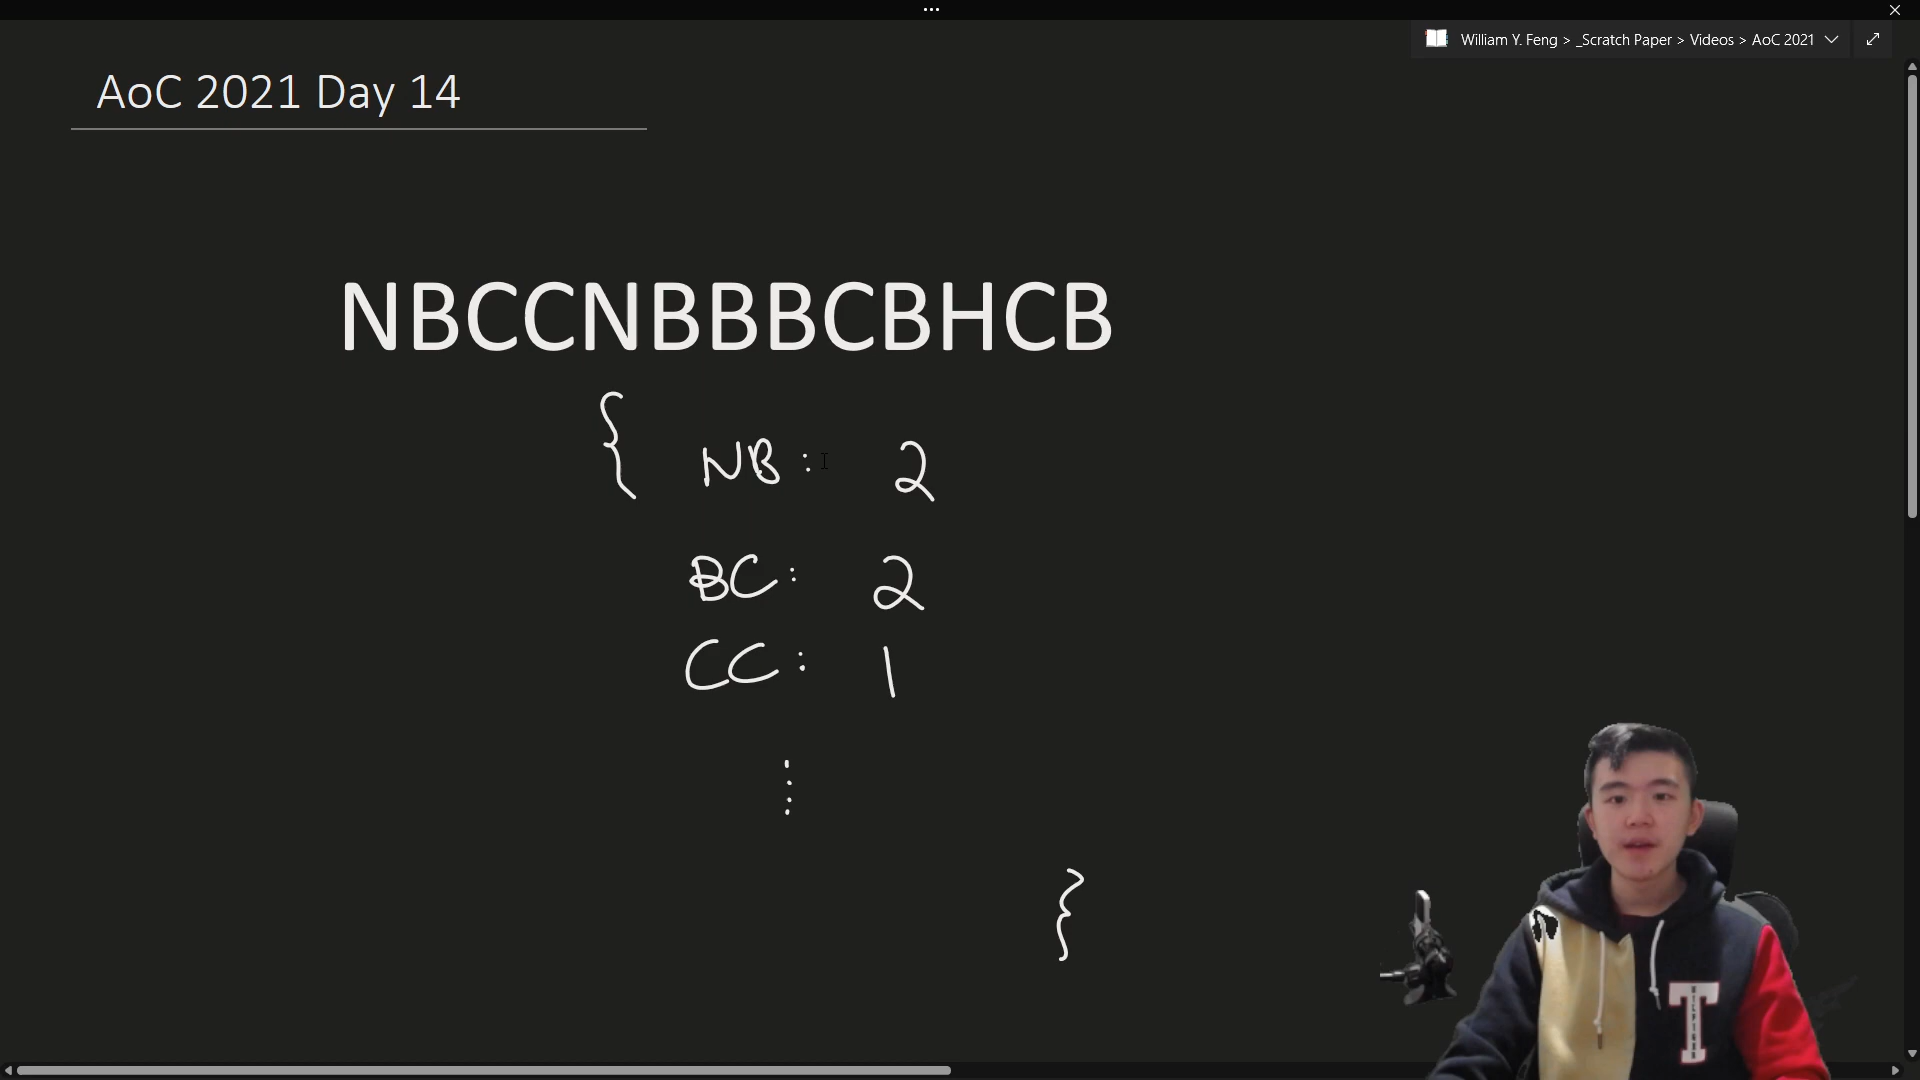 William Y. Feng > _Scratch Paper > Videos > AoC 2021
AoC 2021 Day 14
NBCCNBBBCBHCB
{ NB: 2
BC: 2
CC: 1
⋮
}
T